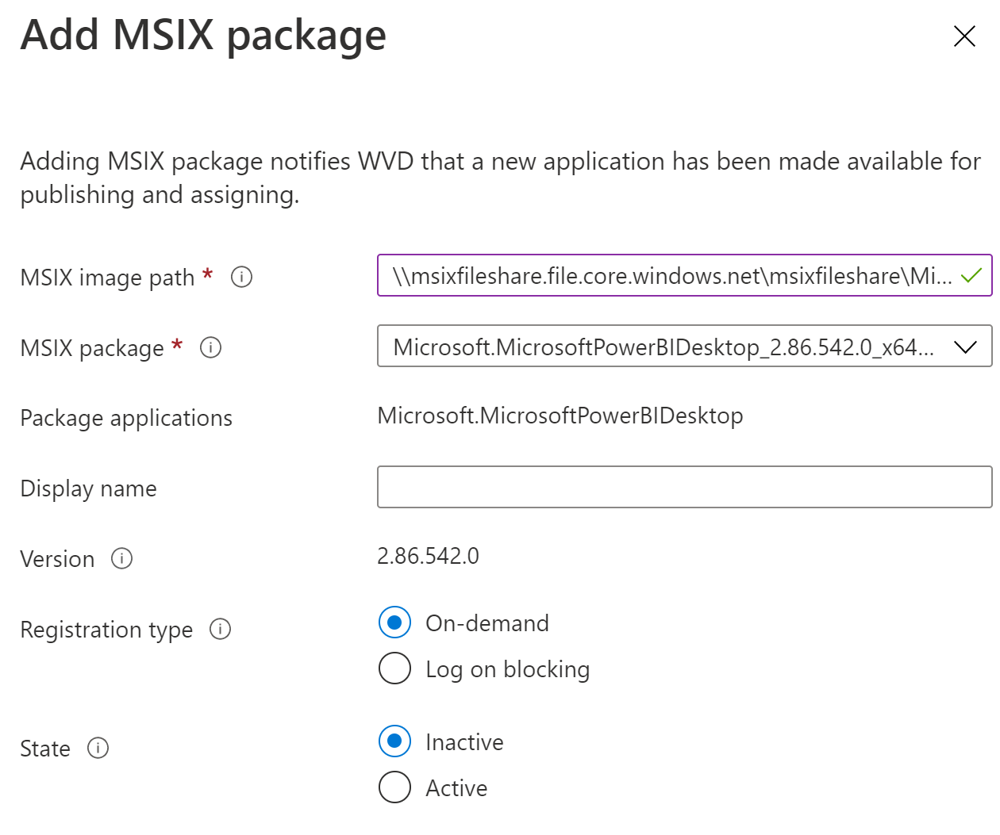 Add MSIX package
Adding MSIX package notifies WVD that a new application has been made available for
publishing and assigning.
MSIX image path *
\\msixfileshare.file.core.windows.net\msixfileshare\Mi...
MSIX package *
Microsoft.MicrosoftPowerBIDesktop_2.86.542.0_x64...
Package applications
Microsoft.MicrosoftPowerBIDesktop
Display name
Version
2.86.542.0
Registration type
On-demand
Log on blocking
State
Inactive
Active